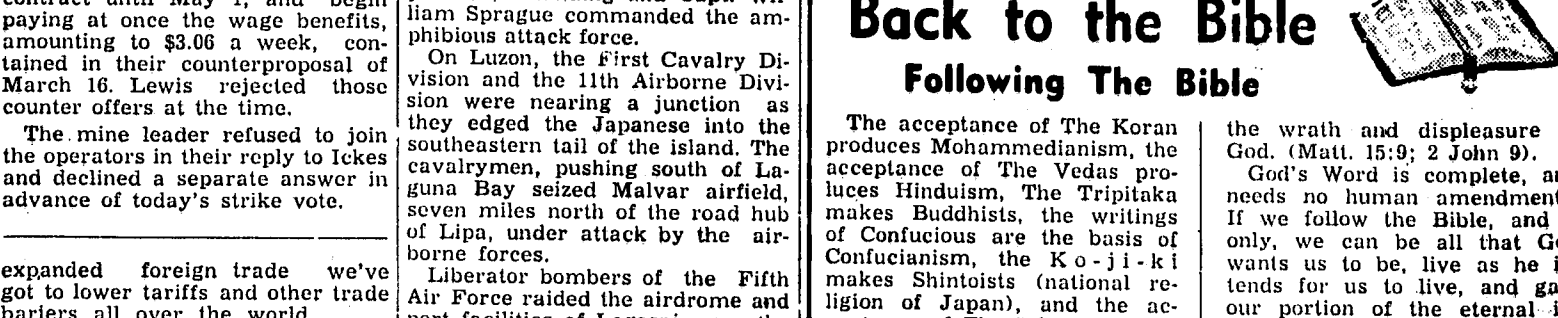 contract until May 1, and begin
paying at once the wage benefits,
amounting to $3.06 a week, con-
tained in their counterproposal of
March 16. Lewis rejected those
counter offers at the time.
The mine leader refused to join
the operators in their reply to Ickes
and declined a separate answer in
advance of today's strike vote.
expanded foreign trade we've
got to lower tariffs and other trade
bariers all over the world
liam Sprague commanded the am-
phibious attack force.
On Luzon, the First Cavalry Di-
vision and the 11th Airborne Divi-
sion were nearing a junction as
they edged the Japanese into the
southeastern tail of the island. The
cavalrymen, pushing south of La-
guna Bay seized Malvar airfield,
seven miles north of the road hub
of Lipa, under attack by the air-
borne forces.
Liberator bombers of the Fifth
Air Force raided the airdrome and
Back to the Bible
Following The Bible
The acceptance of The Koran
produces Mohammedianism, the
acceptance of The Vedas pro-
luces Hinduism, The Tripitaka
makes Buddhists, the writings
of Confucious are the basis of
Confucianism, the Ko-ji-ki
makes Shintoists (national re-
ligion of Japan), and the ac-
the wrath and displeasure
God. (Matt. 15:9; 2 John 9).
God's Word is complete,
needs no human
If we follow the Bible, and
only, we can be all that
wants us to be, live as he
tends for us to live, and
our portion of the eternal